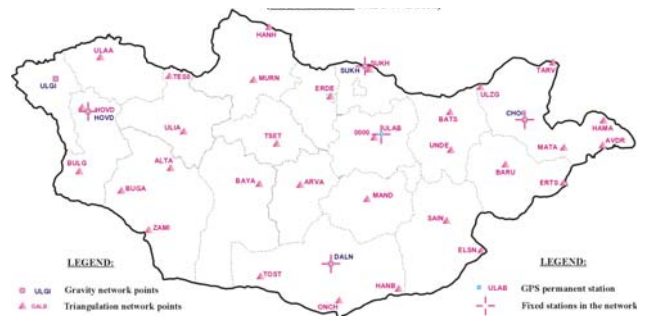 HANH
ULAA
SUKH
SUKH
TARV
ULGI
TESE
MURN
ERDE
ULZG
HOVD
HOVD
BATS
CHOI
HAMA
ULIA
0000
ULAB
TSET
UNDE
MATA
AVDR
BULG
ALTA
BARU
BUGA
BAYA
ARVA
MAND
ERTS
ZAMI
SAIN
DALN
ELSN
TOST
HANB
ONCH
LEGEND:
ULGI Gravity network points
GALB Triangulation network points
LEGEND:
ULAB GPS permanent station
Fixed stations in the network